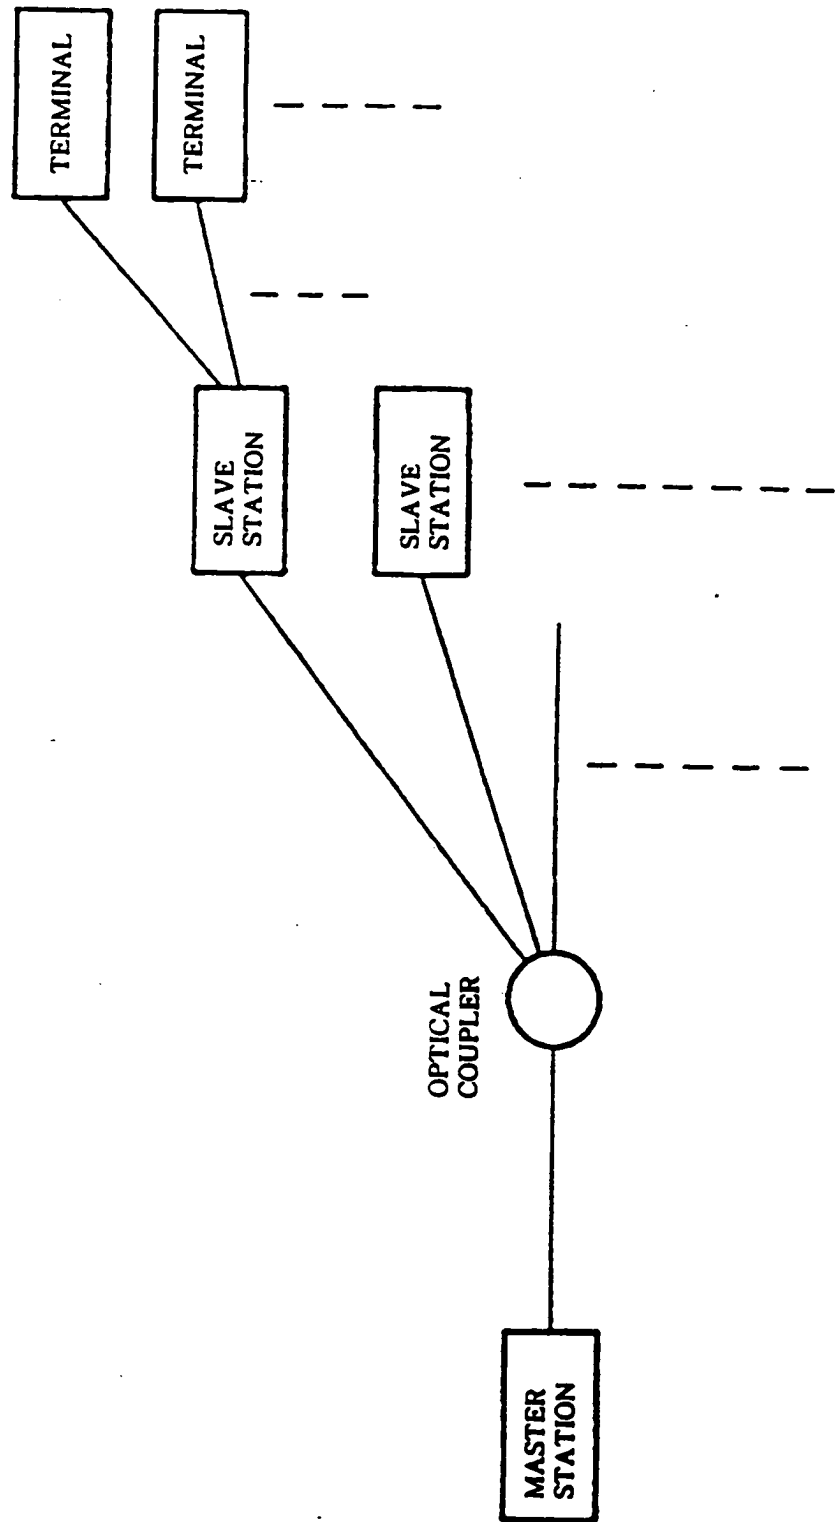 MASTER
STATION
OPTICAL
COUPLER
SLAVE
STATION
SLAVE
STATION
TERMINAL
TERMINAL